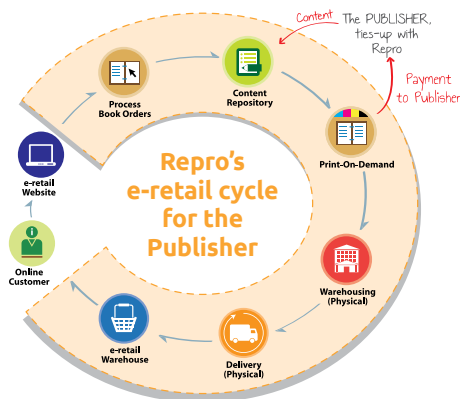 Content
The PUBLISHER,
ties-up with
Repro
Payment
to Publisher
Content
Repository
Process
Book Orders
Print-On-Demand
e-retail
Website
Repro's
e-retail cycle
for the
Publisher
Online
Customer
Warehousing
(Physical)
e-retail
Warehouse
Delivery
(Physical)